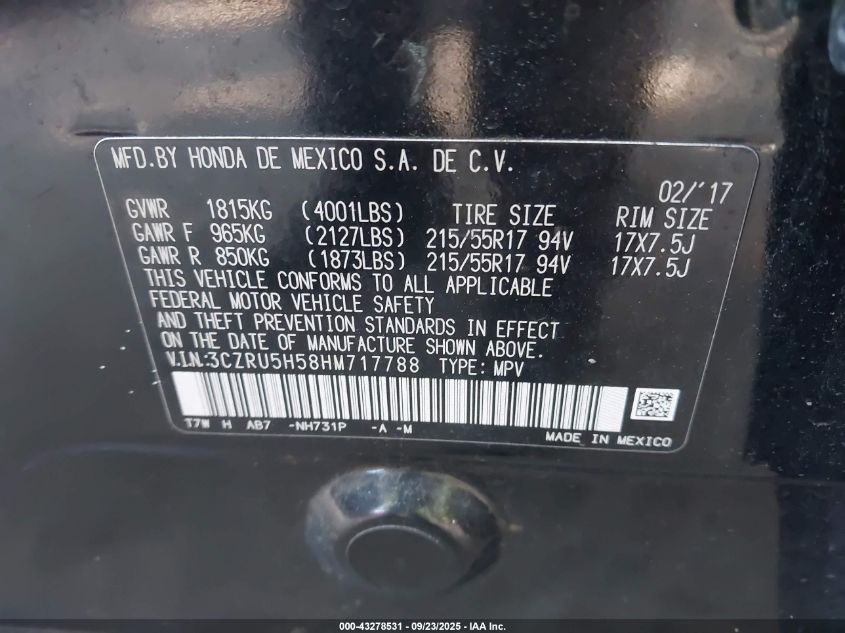 MFD.BY HONDA DE MEXICO S.A. DE C.V.
02/'17
GVWR 1815KG (4001LBS) TIRE SIZE RIM SIZE
GAWR F 965KG (2127LBS) 215/55R17 94V 17X7.5J
GAWR R 850KG (1873LBS) 215/55R17 94V 17X7.5J
THIS VEHICLE CONFORMS TO ALL APPLICABLE
FEDERAL MOTOR VEHICLE SAFETY
AND THEFT PREVENTION STANDARDS IN EFFECT
ON THE DATE OF MANUFACTURE SHOWN ABOVE.
V.I.N.:3CZRU5H58HM717788 TYPE: MPV
T7W H AB7 -NH731P -A -M
MADE IN MEXICO
000-43278531 - 09/23/2025 - IAA Inc.